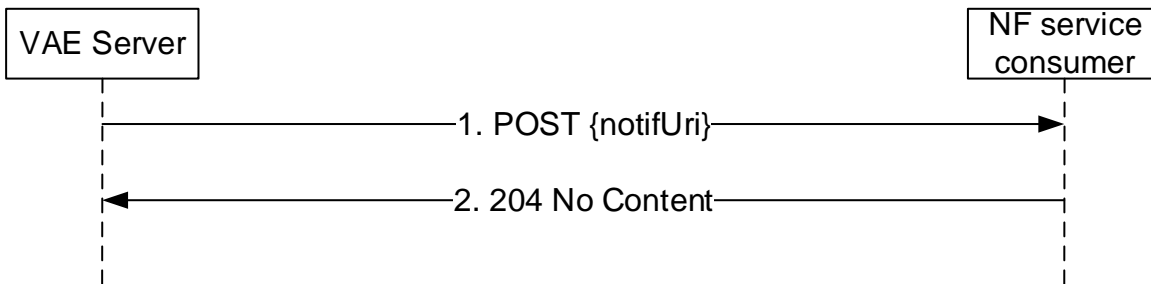 VAE Server
NF service
consumer
1. POST {notifUri}
2. 204 No Content